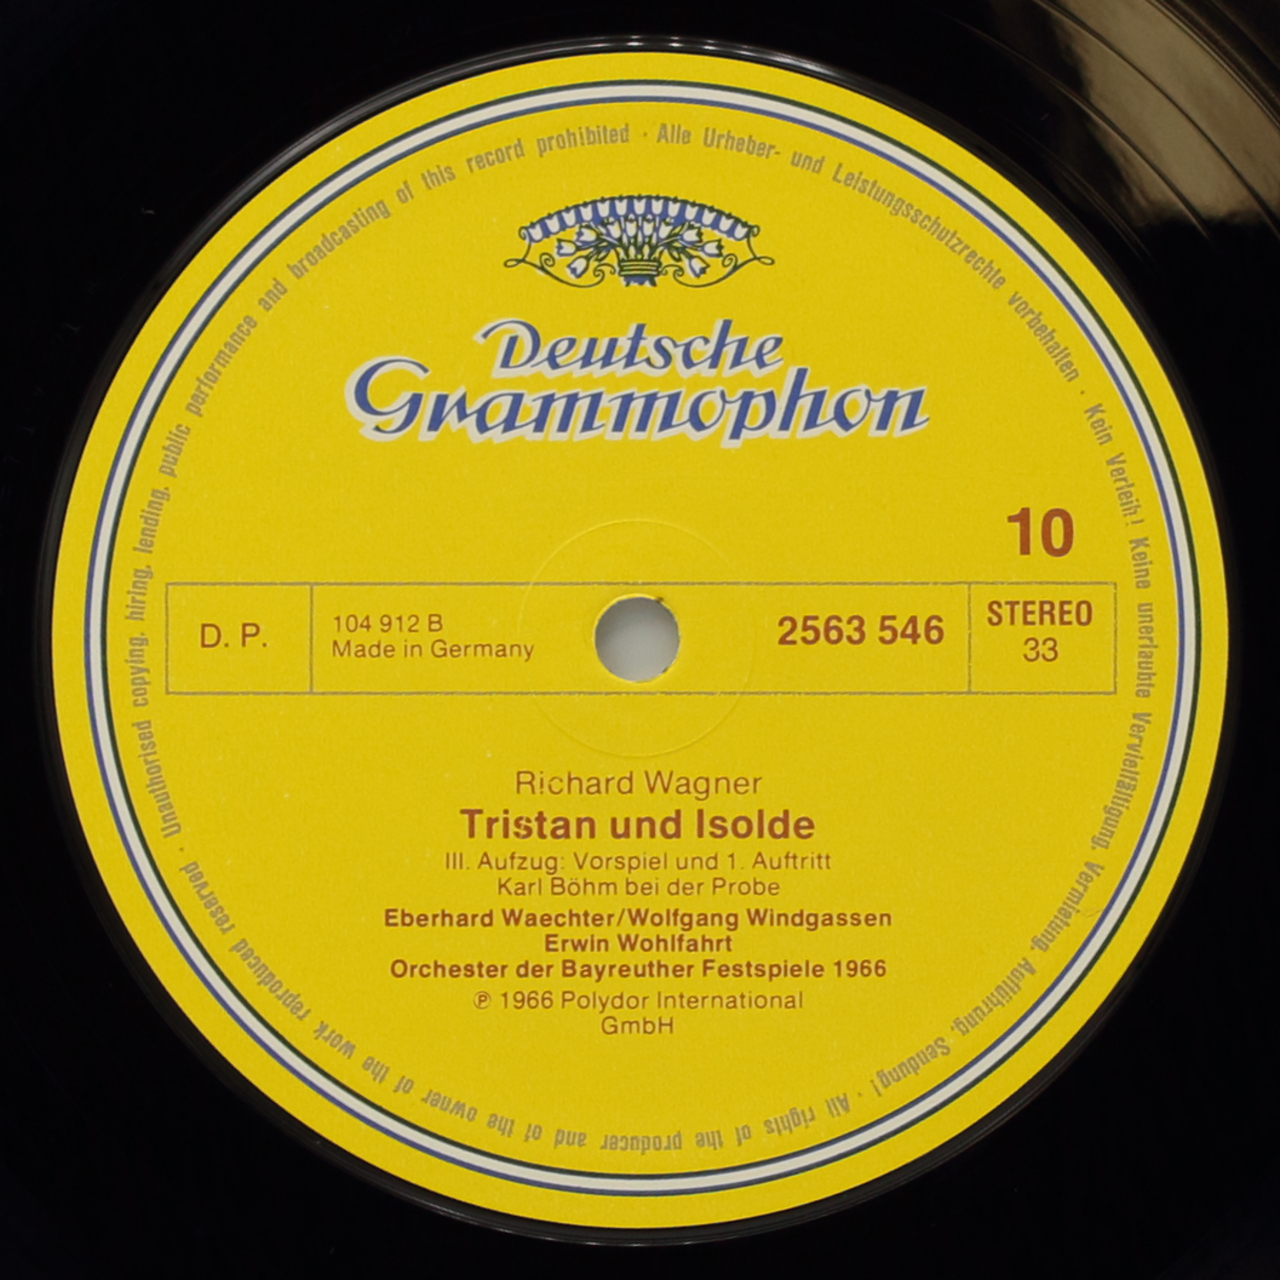 Deutsche
Grammophon
10
D. P.
104 912 B
Made in Germany
2563 546
STEREO
33
Richard Wagner
Tristan und Isolde
III. Aufzug: Vorspiel und 1. Auftritt
Karl Böhm bei der Probe
Eberhard Waechter/Wolfgang Windgassen
Erwin Wohlfahrt
Orchester der Bayreuther Festspiele 1966
℗ 1966 Polydor International
GmbH
Alle Urheber- und Leistungsschutzrechte vorbehalten · Kein Verleih! Keine unerlaubte Vervielfältigung, Vermietung, Aufführung, Sendung! · All rights of the producer and of the owner of the work reproduced reserved · Unauthorised copying, hiring, lending, public performance and broadcasting of this record prohibited ·